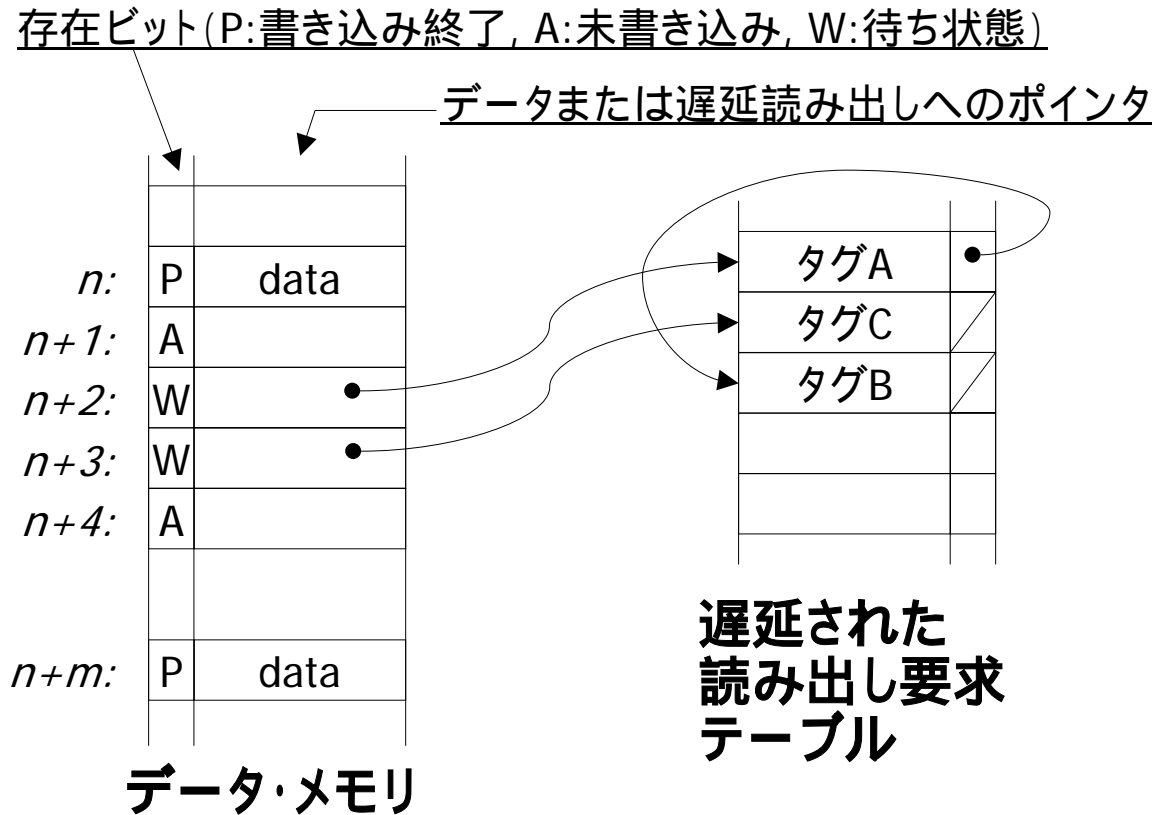 存在ビット(P:書き込み終了, A:未書き込み, W:待ち状態)
データまたは遅延読み出しへのポインタ
n: P data
n+1: A
n+2: W
n+3: W
n+4: A
n+m: P data
データ・メモリ
タグA
タグC
タグB
遅延された
読み出し要求
テーブル